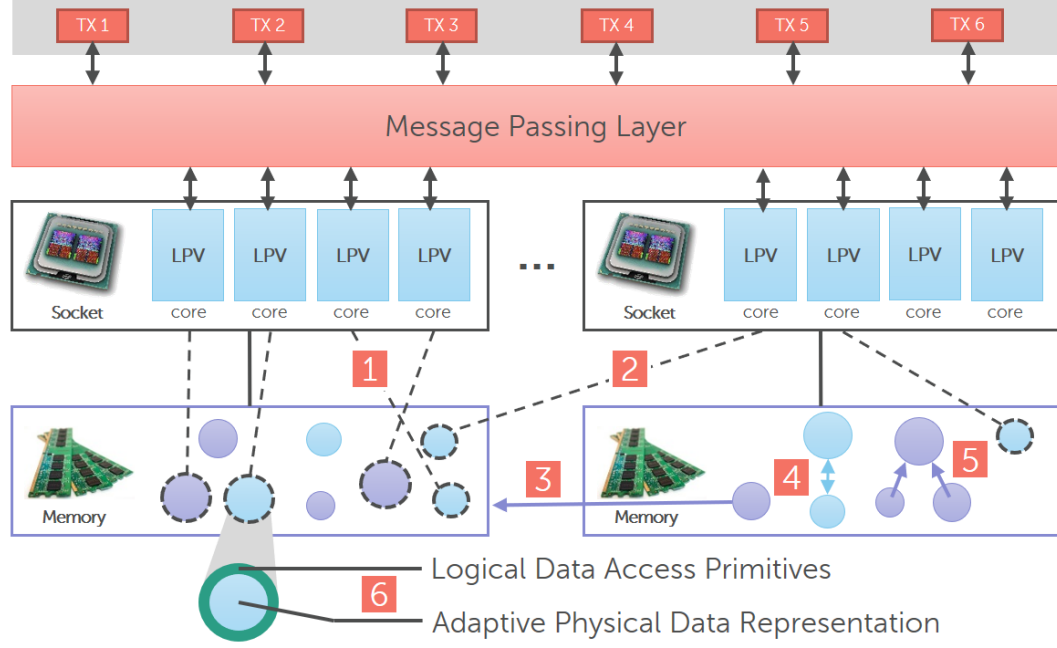 TX 1 TX 2 TX 3 TX 4 TX 5 TX 6
Message Passing Layer
LPV LPV LPV LPV ... LPV LPV LPV LPV
Socket core core core core Socket core core core core
1 2
3 4 5
Memory Memory
Logical Data Access Primitives
6
Adaptive Physical Data Representation